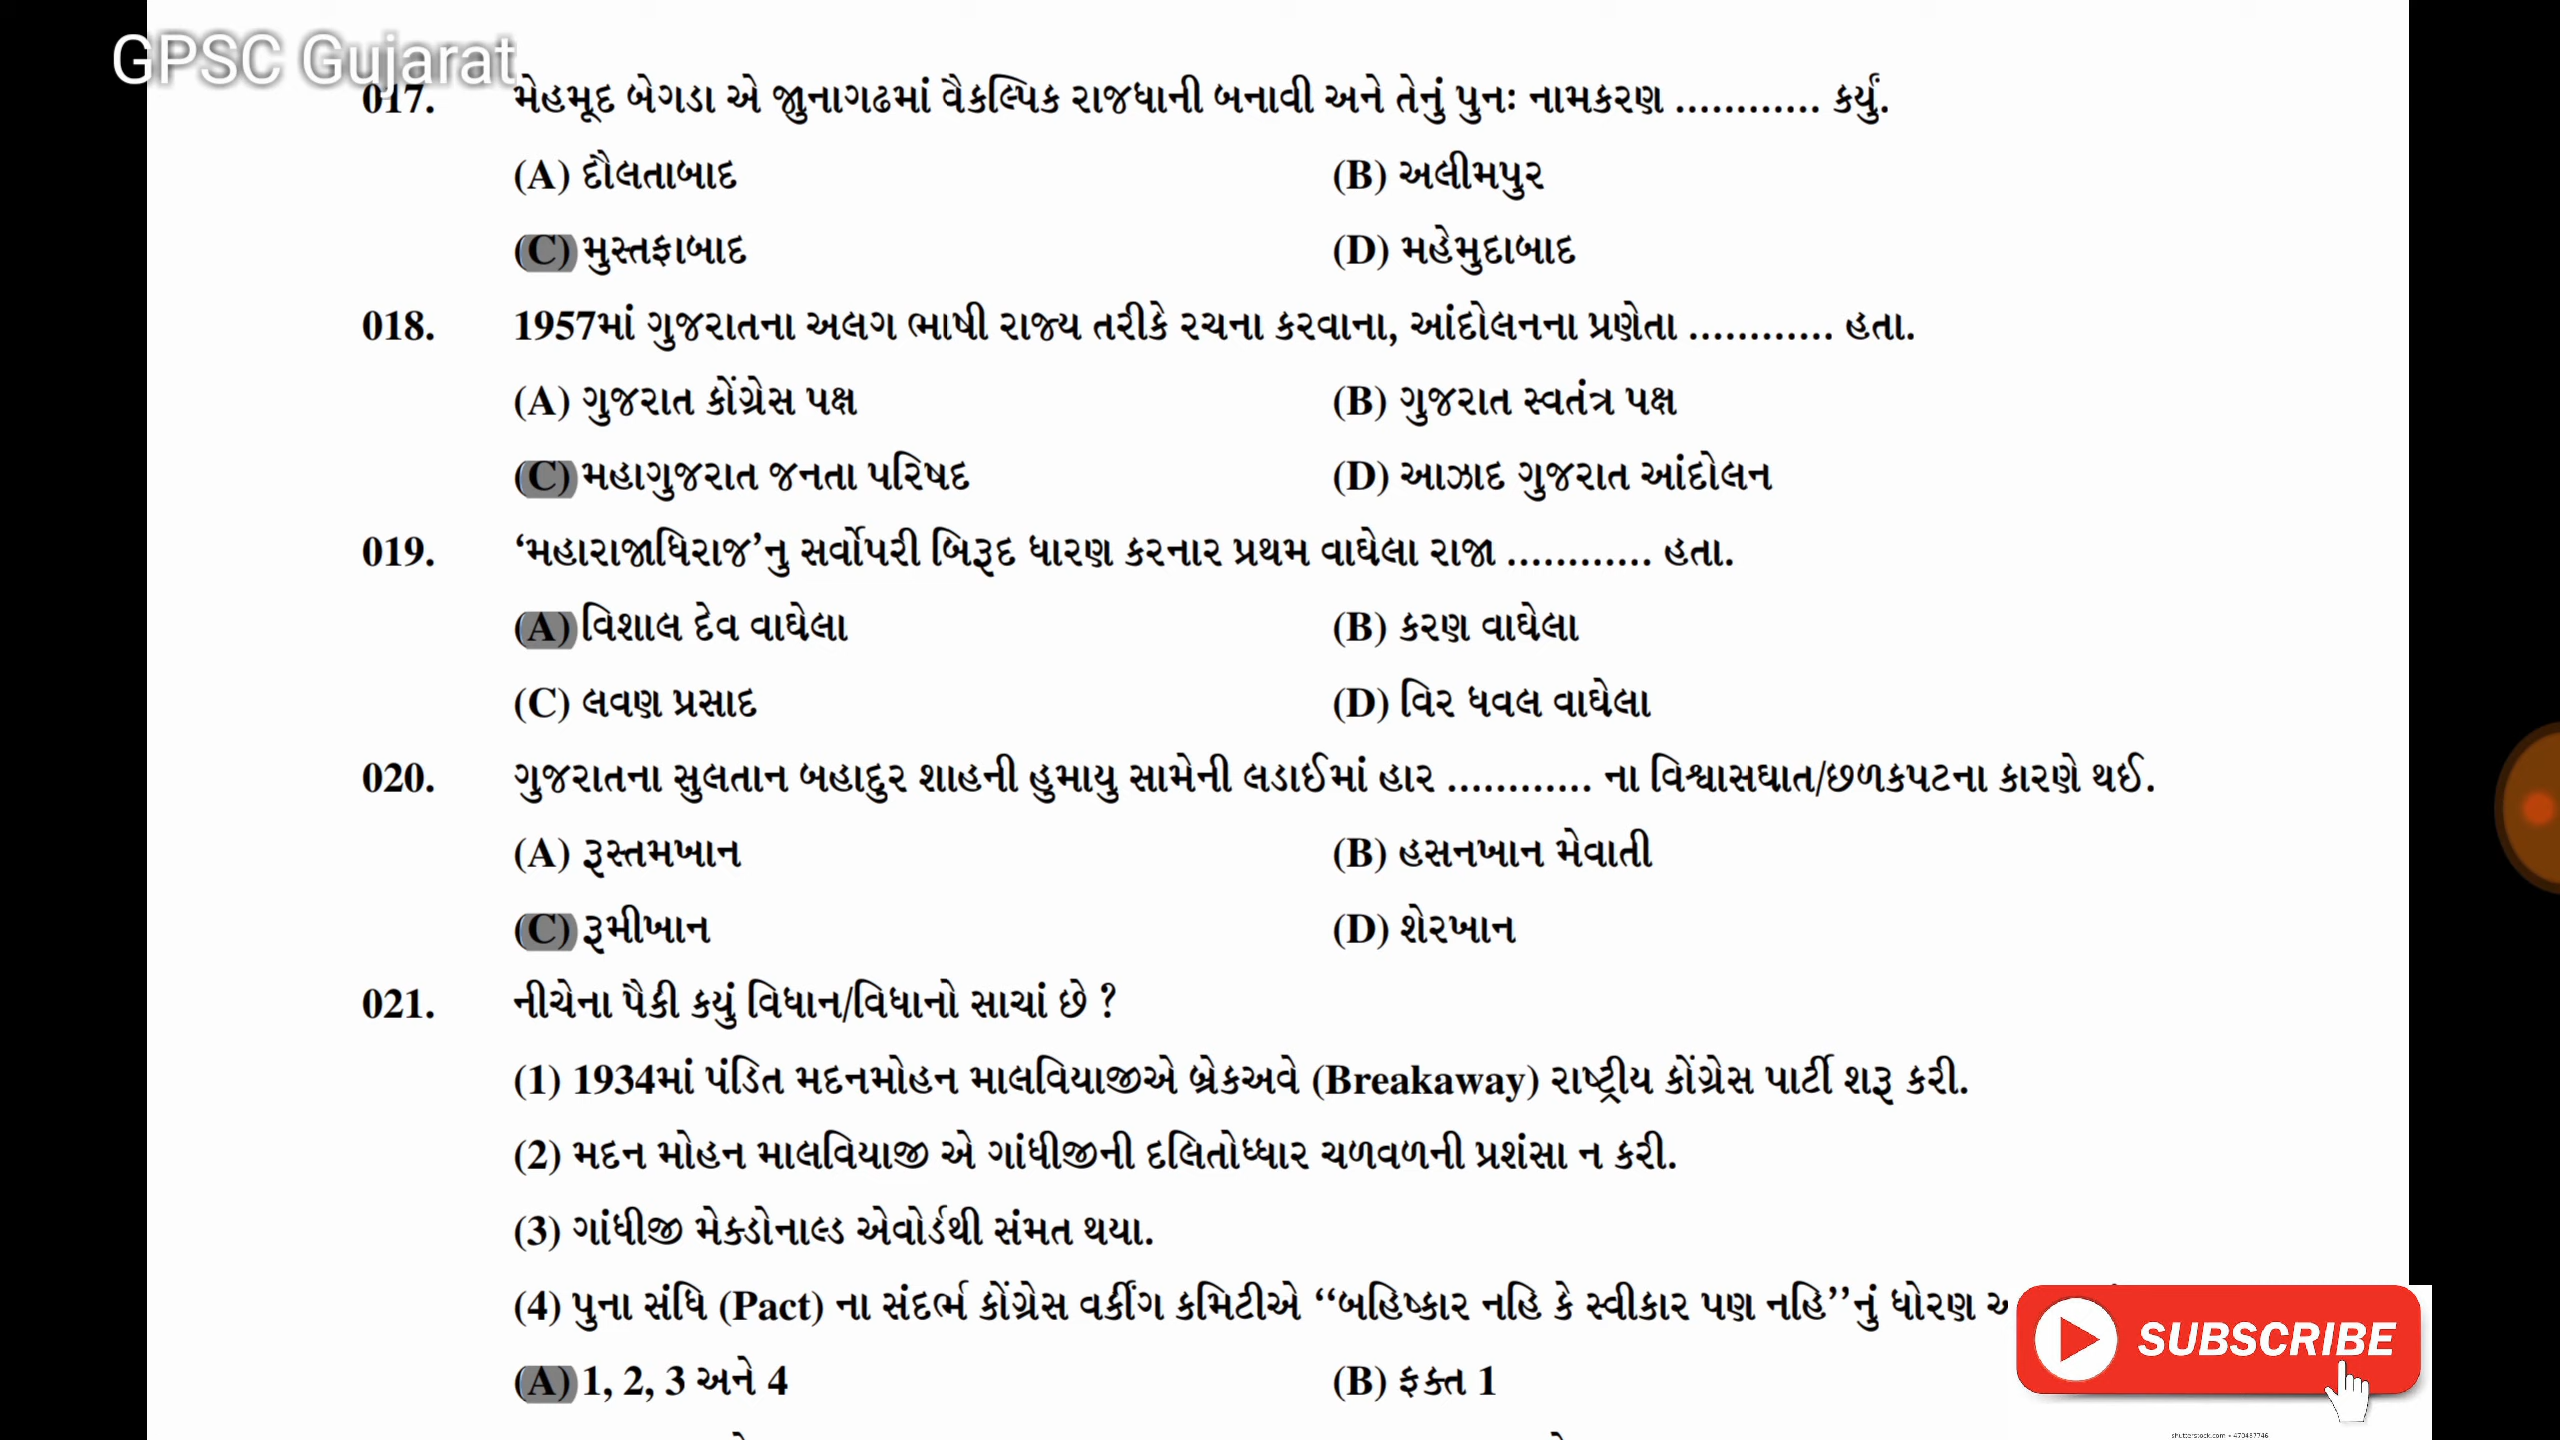 GPSC Gujarat
017. મેહમૂદ બેગડા એ જુનાગઢમાં વૈકલ્પિક રાજધાની બનાવી અને તેનું પુનઃ નામકરણ ............ કર્યું.
(A) દૌલતાબાદ (B) અલીમપુર
(C) મુસ્તફાબાદ (D) મહેમુદાબાદ
018. 1957માં ગુજરાતના અલગ ભાષી રાજ્ય તરીકે રચના કરવાના, આંદોલનના પ્રણેતા ............ હતા.
(A) ગુજરાત કોંગ્રેસ પક્ષ (B) ગુજરાત સ્વતંત્ર પક્ષ
(C) મહાગુજરાત જનતા પરિષદ (D) આઝાદ ગુજરાત આંદોલન
019. ‘મહારાજાધિરાજ’નુ સર્વોપરી બિરૂદ ધારણ કરનાર પ્રથમ વાઘેલા રાજા ............ હતા.
(A) વિશાલ દેવ વાઘેલા (B) કરણ વાઘેલા
(C) લવણ પ્રસાદ (D) વિર ધવલ વાઘેલા
020. ગુજરાતના સુલતાન બહાદુર શાહની હુમાયુ સામેની લડાઈમાં હાર ............ ના વિશ્વાસઘાત/છળકપટના કારણે થઈ.
(A) રૂસ્તમખાન (B) હસનખાન મેવાતી
(C) રૂમીખાન (D) શેરખાન
021. નીચેના પૈકી કયું વિધાન/વિધાનો સાચાં છે ?
(1) 1934માં પંડિત મદનમોહન માલવિયાજીએ બ્રેકઅવે (Breakaway) રાષ્ટ્રીય કોંગ્રેસ પાર્ટી શરૂ કરી.
(2) મદન મોહન માલવિયાજી એ ગાંધીજીની દલિતોધ્ધાર ચળવળની પ્રશંસા ન કરી.
(3) ગાંધીજી મેકડોનાલ્ડ એવોર્ડથી સંમત થયા.
(4) પુના સંધિ (Pact) ના સંદર્ભ કોંગ્રેસ વર્કીંગ કમિટીએ “બહિષ્કાર નહિ કે સ્વીકાર પણ નહિ”નું ધોરણ
(A) 1, 2, 3 અને 4 (B) ફક્ત 1
SUBSCRIBE
shutterstock.com • 470487746